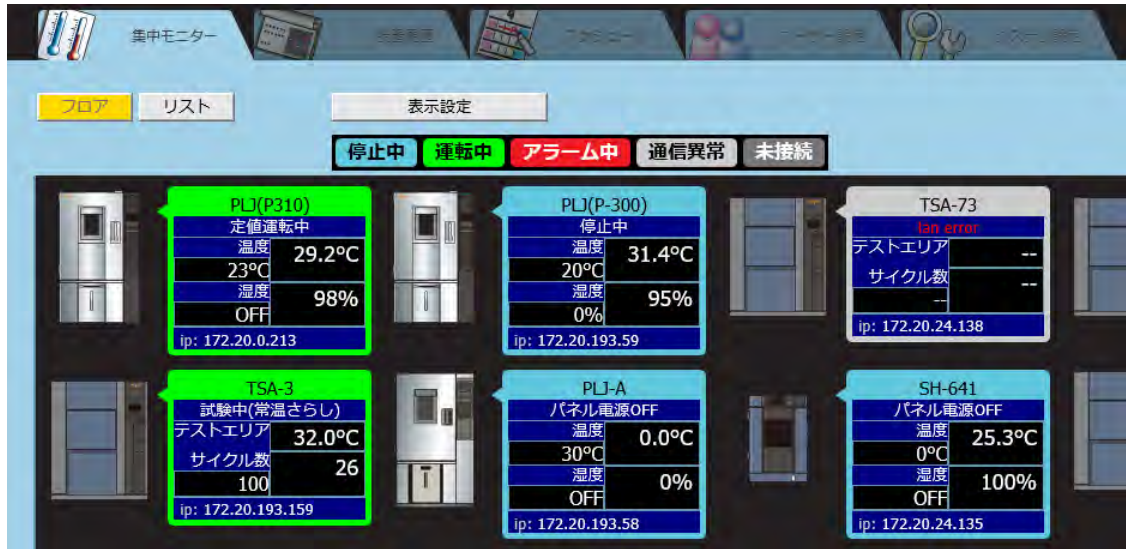 集中モニター
フロア リスト 表示設定
停止中 運転中 アラーム中 通信異常 未接続
PLJ(P310)
定値運転中
温度 29.2°C
23°C
湿度 98%
OFF
ip: 172.20.0.213
PLJ(P-300)
停止中
温度 31.4°C
20°C
湿度 95%
0%
ip: 172.20.193.59
TSA-73
lan error
テストエリア --
サイクル数 --
--
ip: 172.20.24.138
TSA-3
試験中(常温さらし)
テストエリア 32.0°C
サイクル数 26
100
ip: 172.20.193.159
PLJ-A
パネル電源OFF
温度 0.0°C
30°C
湿度 0%
OFF
ip: 172.20.193.58
SH-641
パネル電源OFF
温度 25.3°C
0°C
湿度 100%
OFF
ip: 172.20.24.135